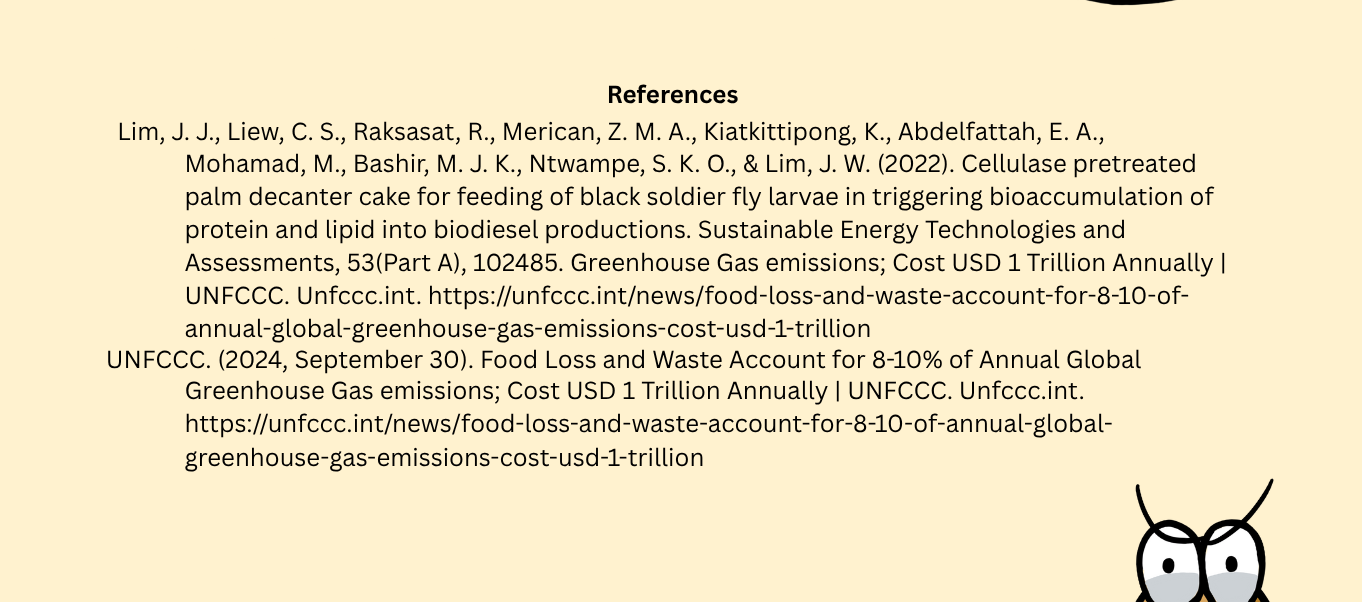 References
Lim, J. J., Liew, C. S., Raksasat, R., Merican, Z. M. A., Kiatkittipong, K., Abdelfattah, E. A.,
Mohamad, M., Bashir, M. J. K., Ntwampe, S. K. O., & Lim, J. W. (2022). Cellulase pretreated
palm decanter cake for feeding of black soldier fly larvae in triggering bioaccumulation of
protein and lipid into biodiesel productions. Sustainable Energy Technologies and
Assessments, 53(Part A), 102485. Greenhouse Gas emissions; Cost USD 1 Trillion Annually |
UNFCCC. Unfccc.int. https://unfccc.int/news/food-loss-and-waste-account-for-8-10-of-
annual-global-greenhouse-gas-emissions-cost-usd-1-trillion
UNFCCC. (2024, September 30). Food Loss and Waste Account for 8-10% of Annual Global
Greenhouse Gas emissions; Cost USD 1 Trillion Annually | UNFCCC. Unfccc.int.
https://unfccc.int/news/food-loss-and-waste-account-for-8-10-of-annual-global-
greenhouse-gas-emissions-cost-usd-1-trillion